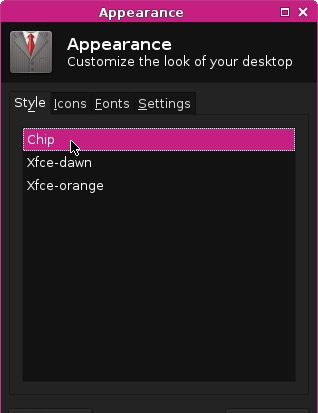 Appearance
Appearance
Customize the look of your desktop
Style Icons Fonts Settings
Chip
Xfce-dawn
Xfce-orange